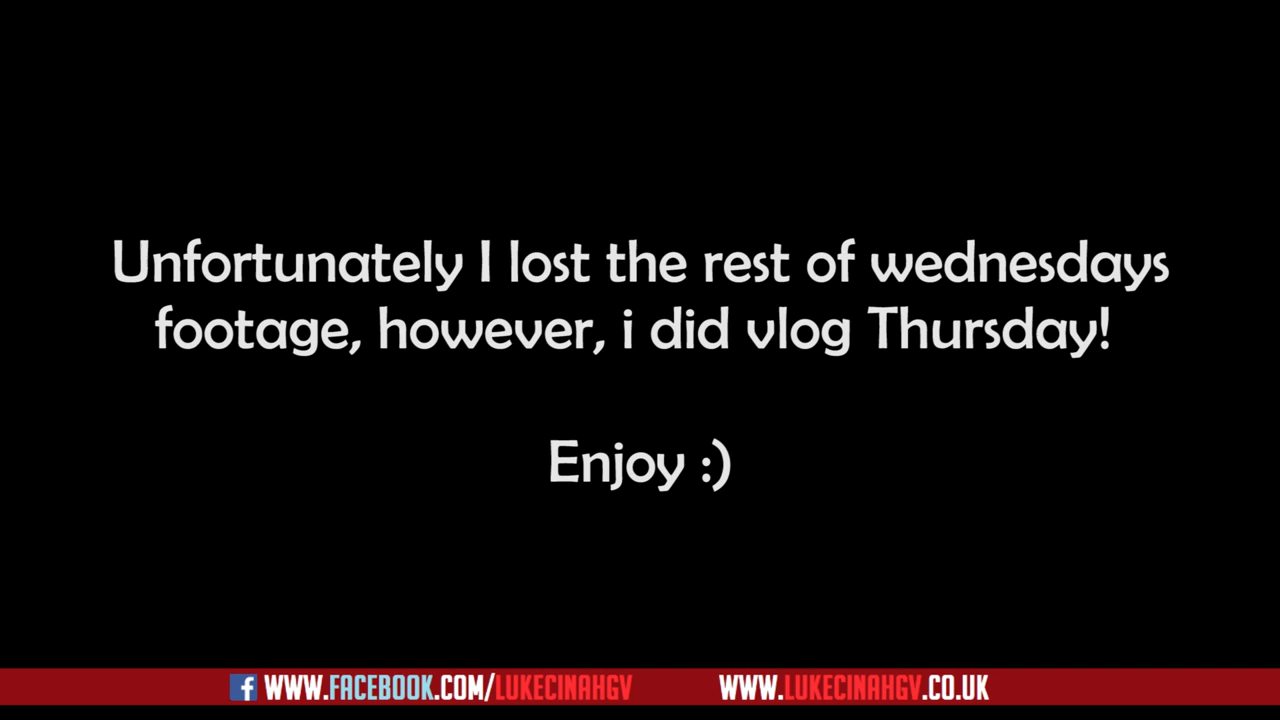 Unfortunately I lost the rest of wednesdays
footage, however, i did vlog Thursday!
Enjoy :)
WWW.FACEBOOK.COM/LUKECINAHGV
WWW.LUKECINAHGV.CO.UK